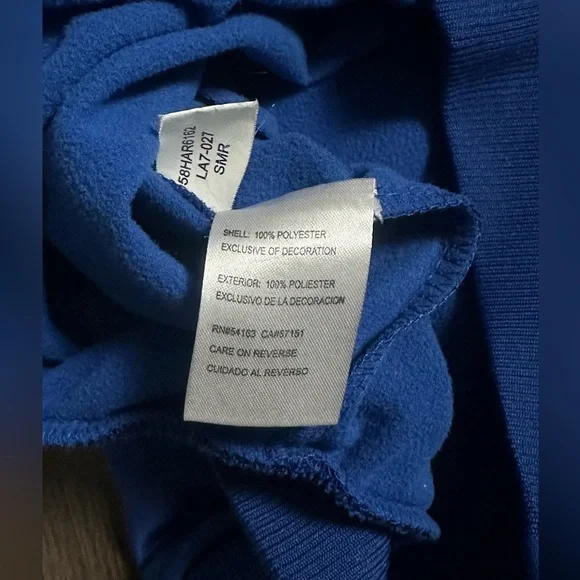 58HAR6162
LA7-027
SMR
SHELL: 100% POLYESTER
EXCLUSIVE OF DECORATION
EXTERIOR: 100% POLIESTER
EXCLUSIVO DE LA DECORACION
RN#54163 CA#57151
CARE ON REVERSE
CUIDADO AL REVERSO